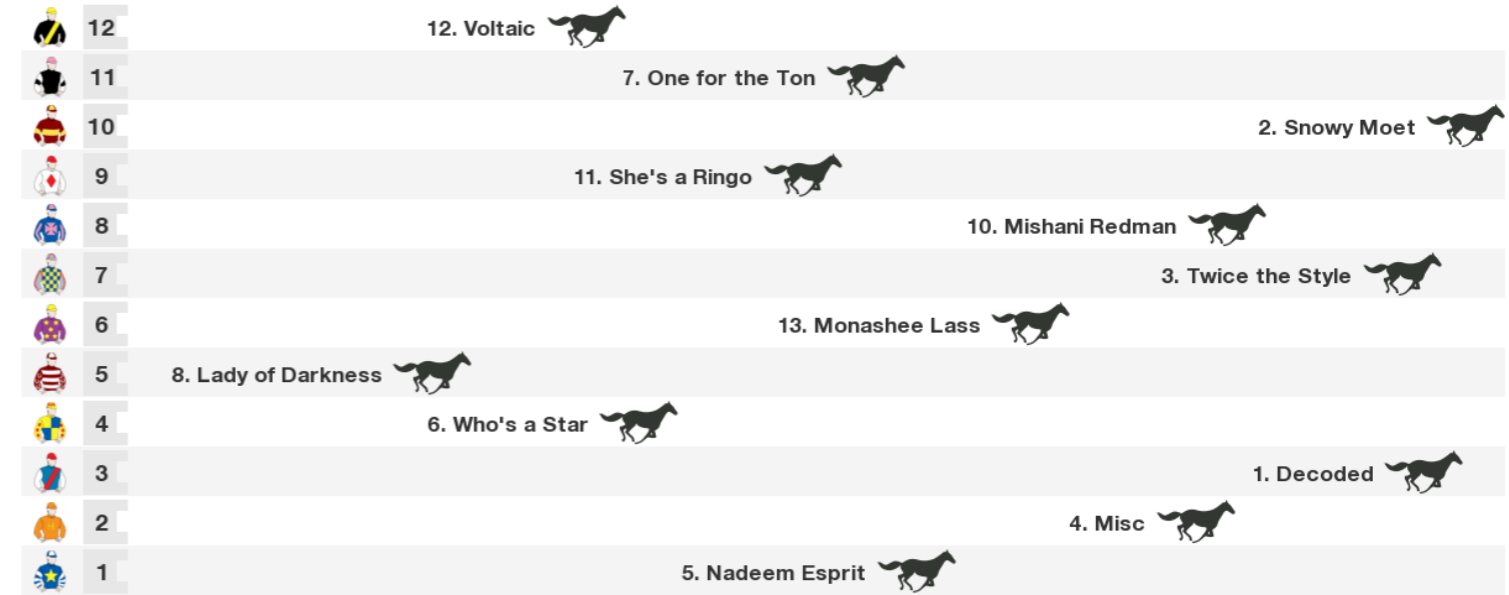 12 12. Voltaic
11 7. One for the Ton
10 2. Snowy Moet
9 11. She's a Ringo
8 10. Mishani Redman
7 3. Twice the Style
6 13. Monashee Lass
5 8. Lady of Darkness
4 6. Who's a Star
3 1. Decoded
2 4. Misc
1 5. Nadeem Esprit